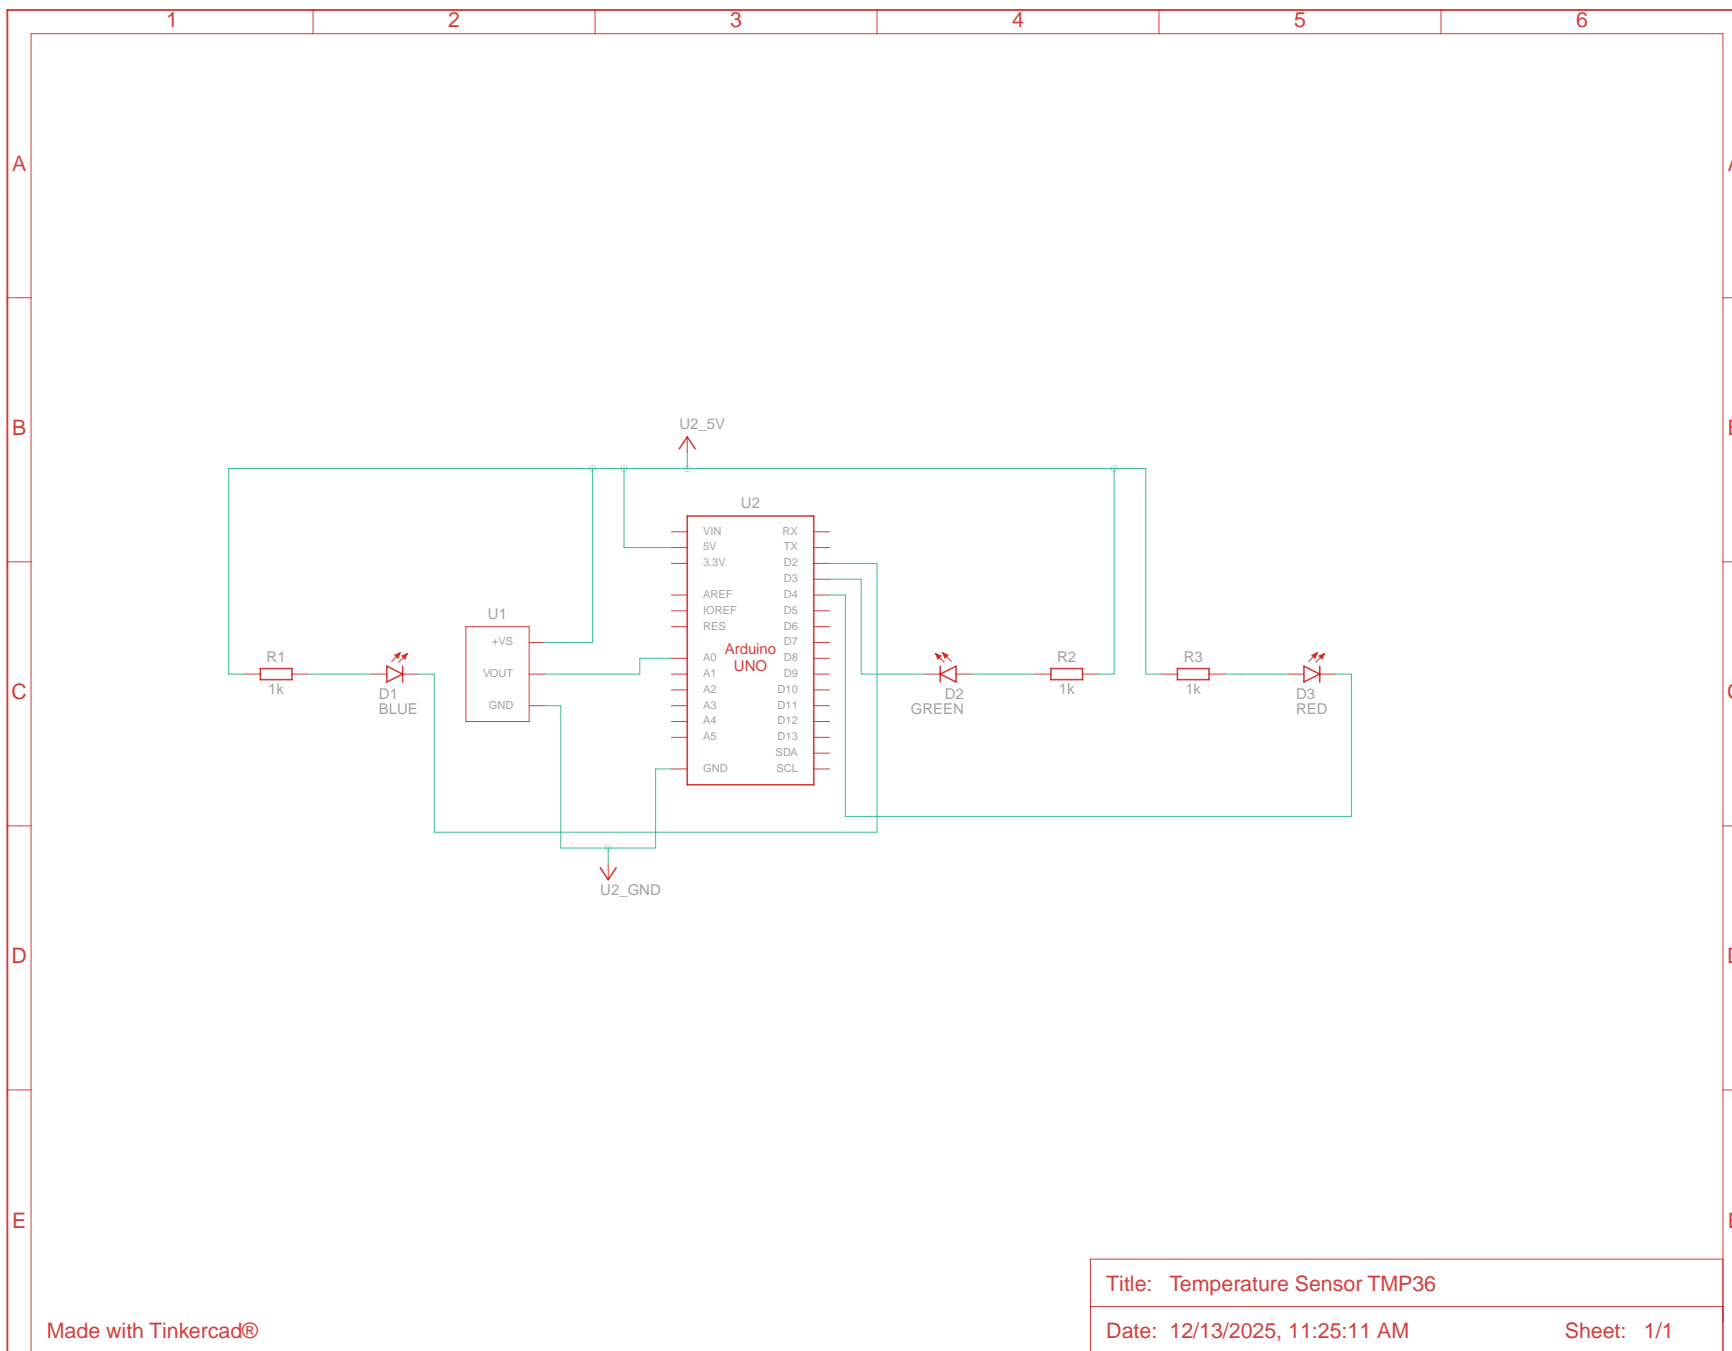 1 2 3 4 5 6
A
B
C
D
E
U2_5V
U2
VIN RX
5V TX
3.3V D2
D3
AREF D4
IOREF D5
RES D6
D7
A0 D8
A1 D9
A2 D10
A3 D11
A4 D12
A5 D13
SDA
GND SCL
Arduino
UNO
U1
+VS
VOUT
GND
R1
1k
D1
BLUE
D2
GREEN
R2
1k
R3
1k
D3
RED
U2_GND
Title: Temperature Sensor TMP36
Date: 12/13/2025, 11:25:11 AM Sheet: 1/1
Made with Tinkercad®